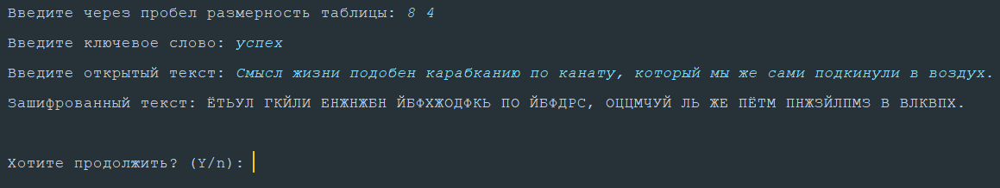 Введите через пробел размерность таблицы: 8 4
Введите ключевое слово: успех
Введите открытый текст: Смысл жизни подобен карабканию по канату, который мы же сами подкинули в воздух.
Зашифрованный текст: ЁТЬУЛ ГКЙЛИ ЕНЖНЖБН ЙБФХЖОДФКЬ ПО ЙБФДРС, ОЦЦМЧУЙ ЛЬ ЖЕ ПЁТМ ПНЖЗЙЛПМЗ В ВЛКВПХ.
Хотите продолжить? (Y/n):